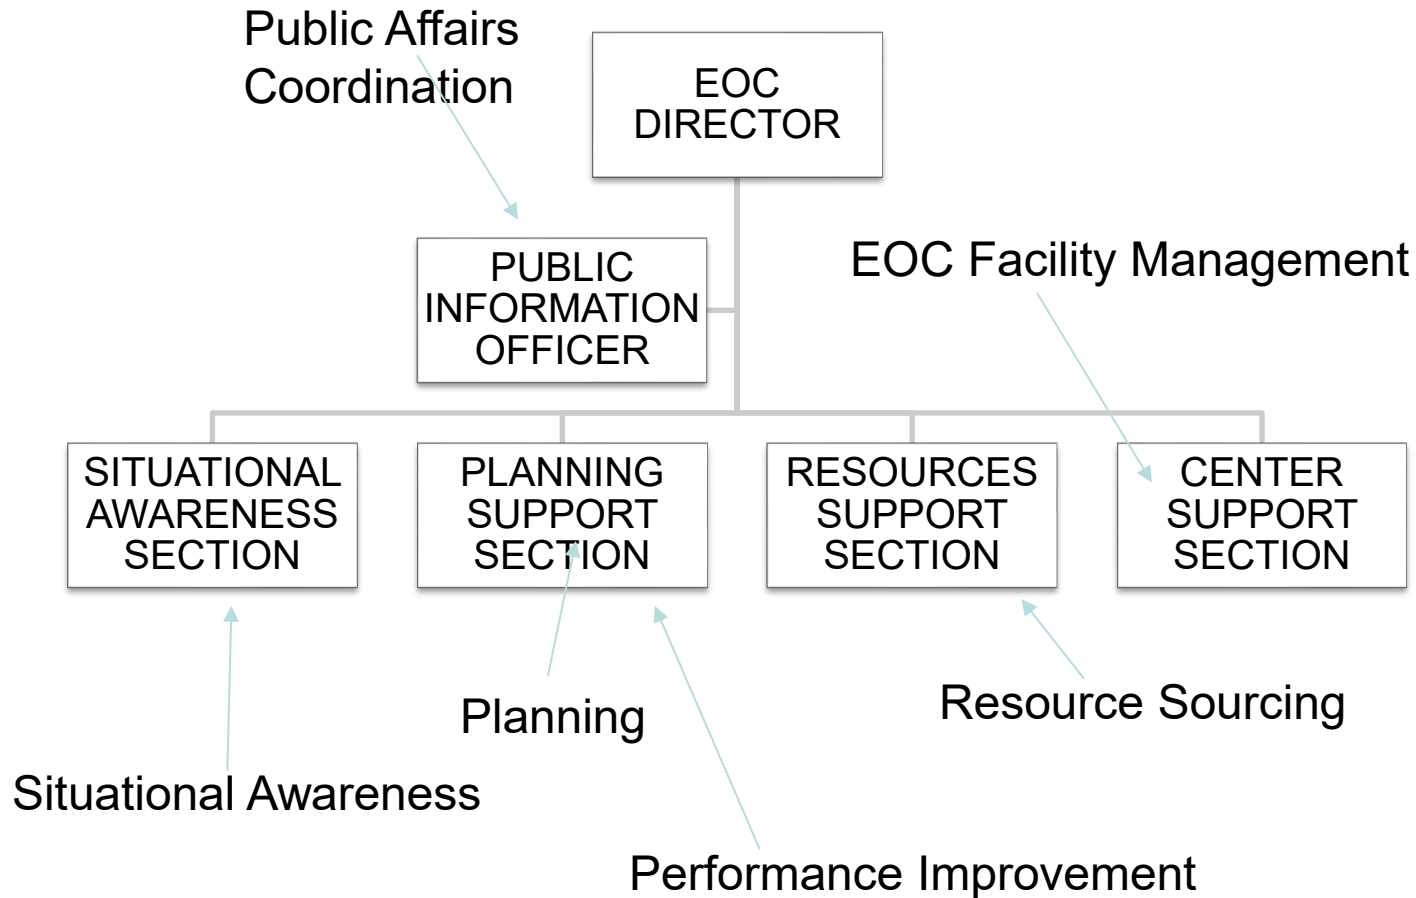 Public Affairs
Coordination
EOC
DIRECTOR
PUBLIC
INFORMATION
OFFICER
EOC Facility Management
SITUATIONAL
AWARENESS
SECTION
PLANNING
SUPPORT
SECTION
RESOURCES
SUPPORT
SECTION
CENTER
SUPPORT
SECTION
Planning
Resource Sourcing
Situational Awareness
Performance Improvement